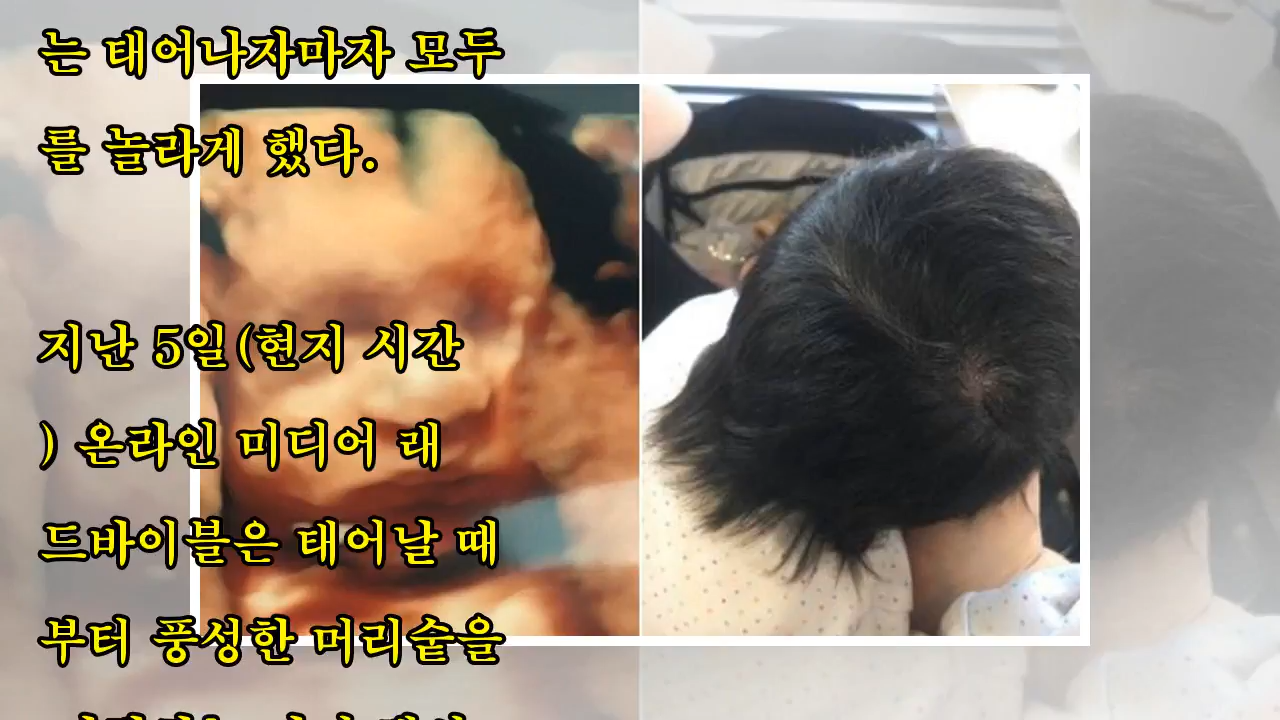 는 태어나자마자 모두
를 놀라게 했다.
지난 5일(현지 시간
) 온라인 미디어 래
드바이블은 태어날 때
부터 풍성한 머리숱을